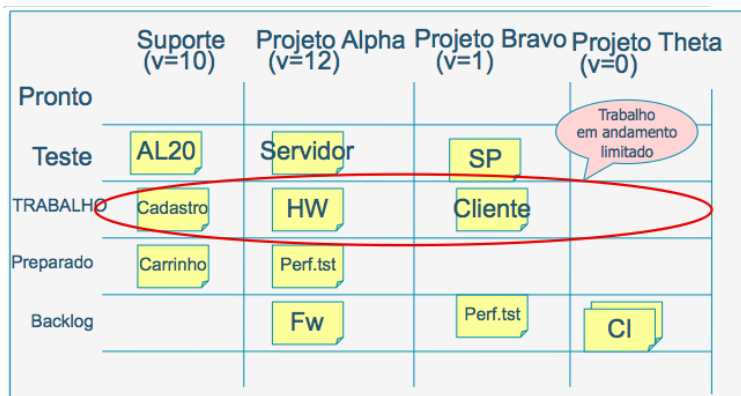 Suporte Projeto Alpha Projeto Bravo Projeto Theta
(v=10) (v=12) (v=1) (v=0)
Pronto
Trabalho
em andamento
limitado
Teste AL20 Servidor SP
TRABALHO Cadastro HW Cliente
Preparado Carrinho Perf.tst
Backlog Fw Perf.tst CI